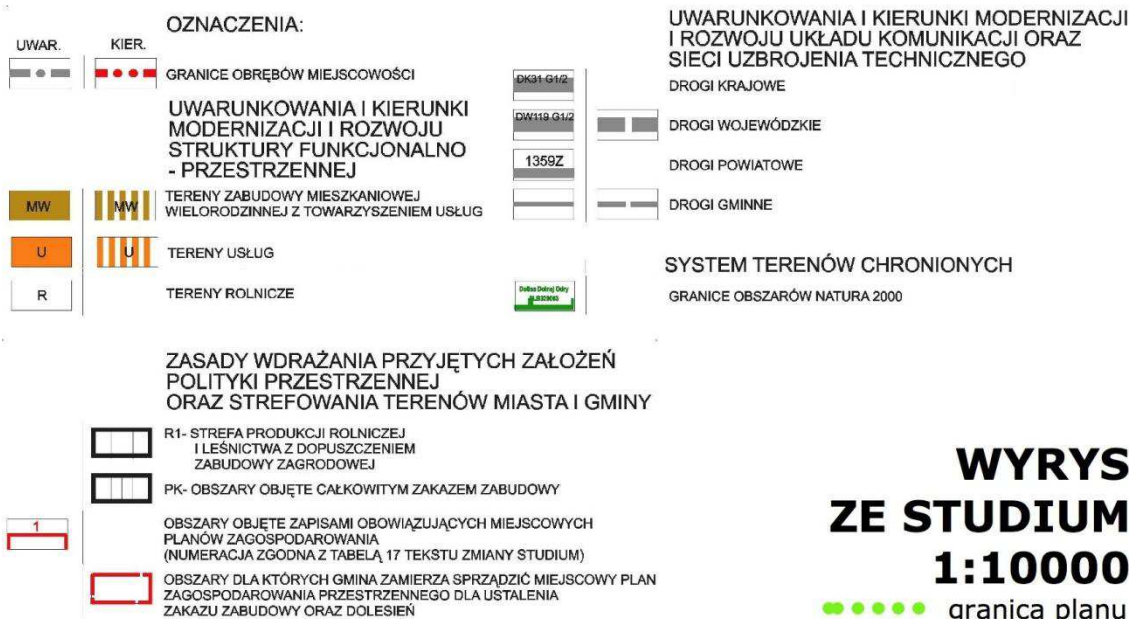 OZNACZENIA:
UWAR.
KIER.
GRANICE OBRĘBÓW MIEJSCOWOŚCI
UWARUNKOWANIA I KIERUNKI
MODERNIZACJI I ROZWOJU
STRUKTURY FUNKCJONALNO
- PRZESTRZENNEJ
MW
MW
TERENY ZABUDOWY MIESZKANIOWEJ
WIELORODZINNEJ Z TOWARZYSZENIEM USŁUG
U
U
TERENY USŁUG
R
TERENY ROLNICZE
UWARUNKOWANIA I KIERUNKI MODERNIZACJI
I ROZWOJU UKŁADU KOMUNIKACJI ORAZ
SIECI UZBROJENIA TECHNICZNEGO
DK31 G1/2
DROGI KRAJOWE
DW119 G1/2
DROGI WOJEWÓDZKIE
1359Z
DROGI POWIATOWE
DROGI GMINNE
SYSTEM TERENÓW CHRONIONYCH
Dolina Dolnej Odry
GRANICE OBSZARÓW NATURA 2000
ZASADY WDRAŻANIA PRZYJĘTYCH ZAŁOŻEŃ
POLITYKI PRZESTRZENNEJ
ORAZ STREFOWANIA TERENÓW MIASTA I GMINY
R1- STREFA PRODUKCJI ROLNICZEJ
I LEŚNICTWA Z DOPUSZCZENIEM
ZABUDOWY ZAGRODOWEJ
PK- OBSZARY OBJĘTE CAŁKOWITYM ZAKAZEM ZABUDOWY
1
OBSZARY OBJĘTE ZAPISAMI OBOWIĄZUJĄCYCH MIEJSCOWYCH
PLANÓW ZAGOSPODAROWANIA
(NUMERACJA ZGODNA Z TABELĄ 17 TEKSTU ZMIANY STUDIUM)
OBSZARY DLA KTÓRYCH GMINA ZAMIERZA SPRZĄDZIĆ MIEJSCOWY PLAN
ZAGOSPODAROWANIA PRZESTRZENNEGO DLA USTALENIA
ZAKAZU ZABUDOWY ORAZ DOLESIEŃ
WYRYS
ZE STUDIUM
1:10000
granica planu